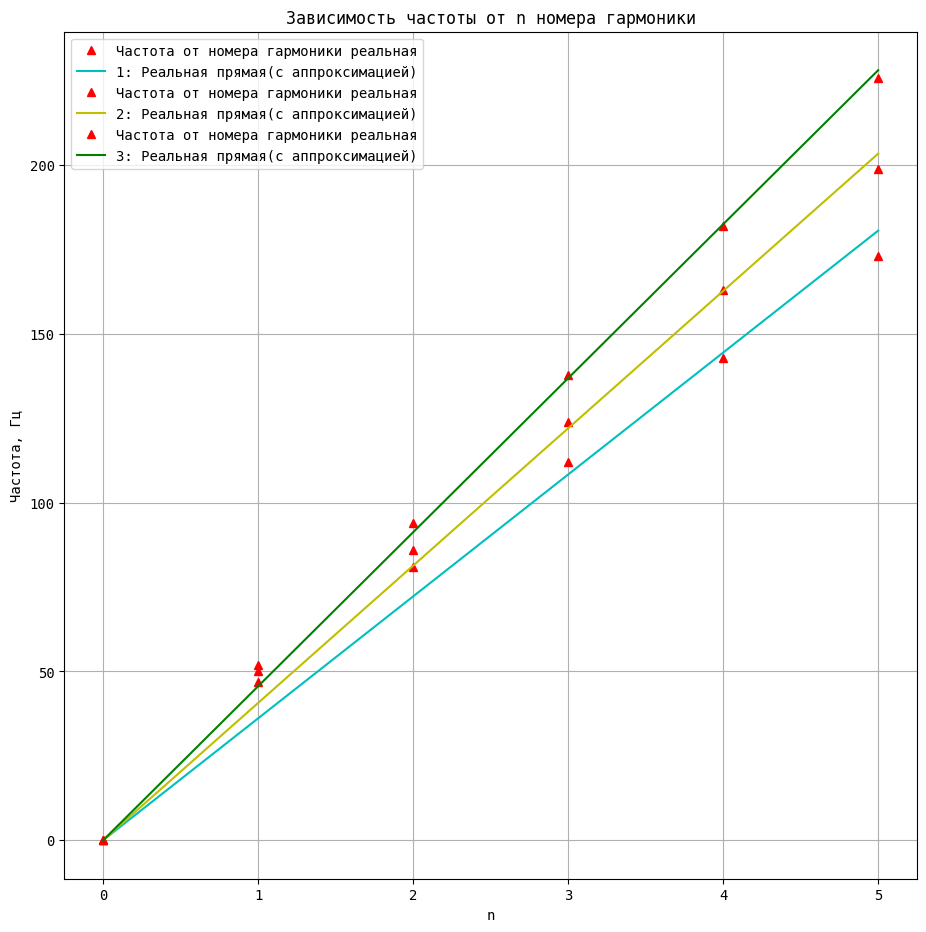 Зависимость частоты от n номера гармоники
Частота от номера гармоники реальная
1: Реальная прямая(с аппроксимацией)
Частота от номера гармоники реальная
2: Реальная прямая(с аппроксимацией)
Частота от номера гармоники реальная
3: Реальная прямая(с аппроксимацией)
Частота, Гц
200
150
100
50
0
0 1 2 3 4 5
n